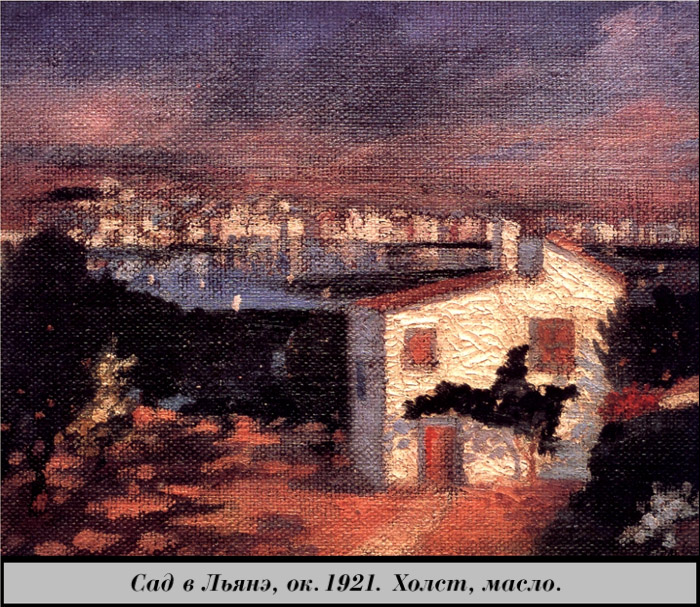 Сад в Льянэ, ок. 1921. Холст, масло.